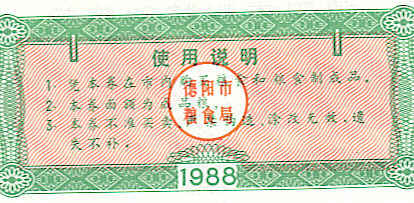 使用说明
1. 凭本券在市内购买粮食和粮食制成品。
2. 本券面额为成品粮。
3. 本券不准买卖,
涂改无效,遗
失不补。
德阳市
粮食局
1988